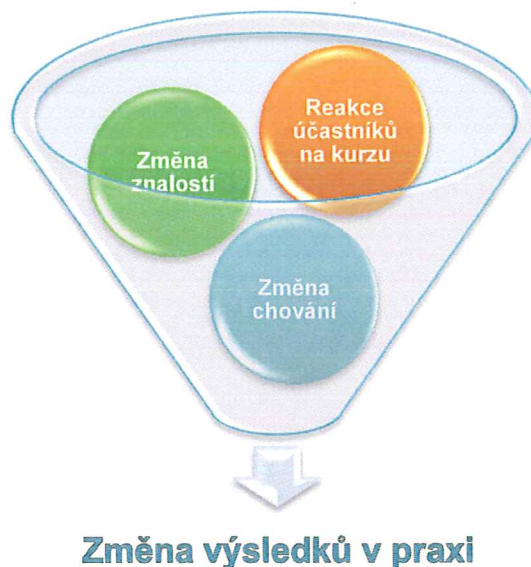 Reakce
účastníků
na kurzu
Změna
znalostí
Změna
chování
Změna výsledků v praxi